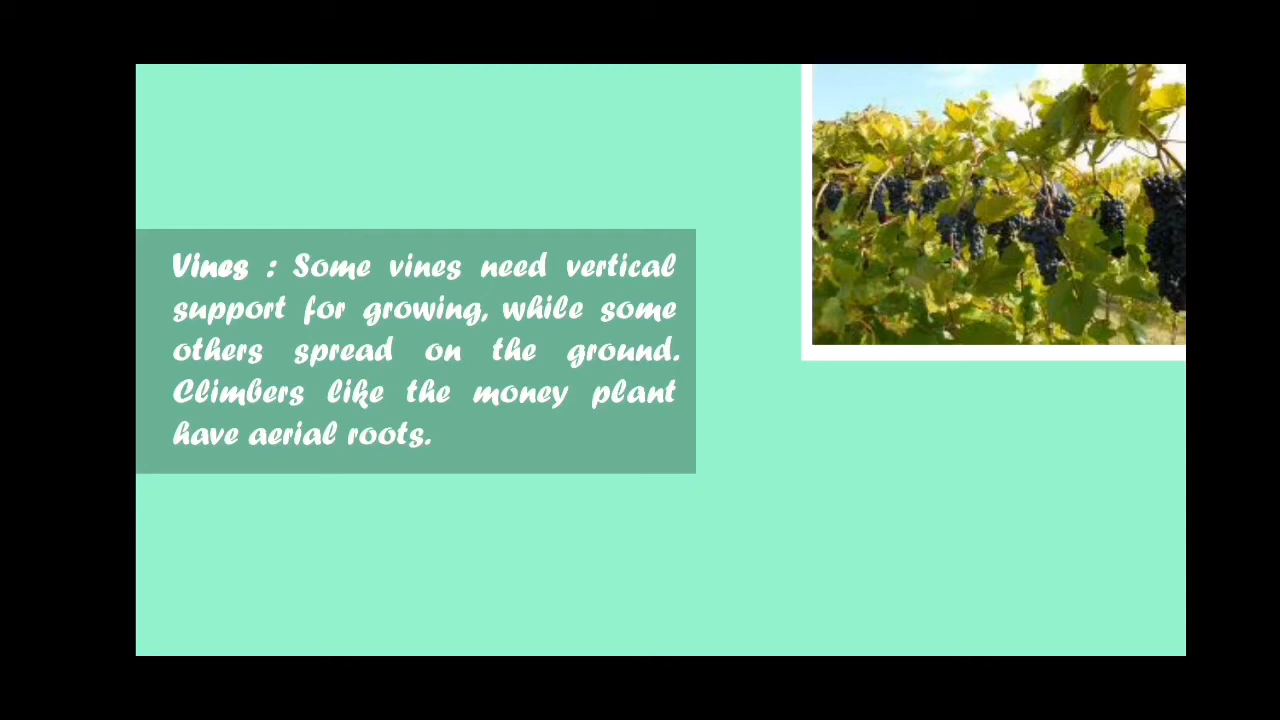 Vines : Some vines need vertical
support for growing, while some
others spread on the ground.
Climbers like the money plant
have aerial roots.